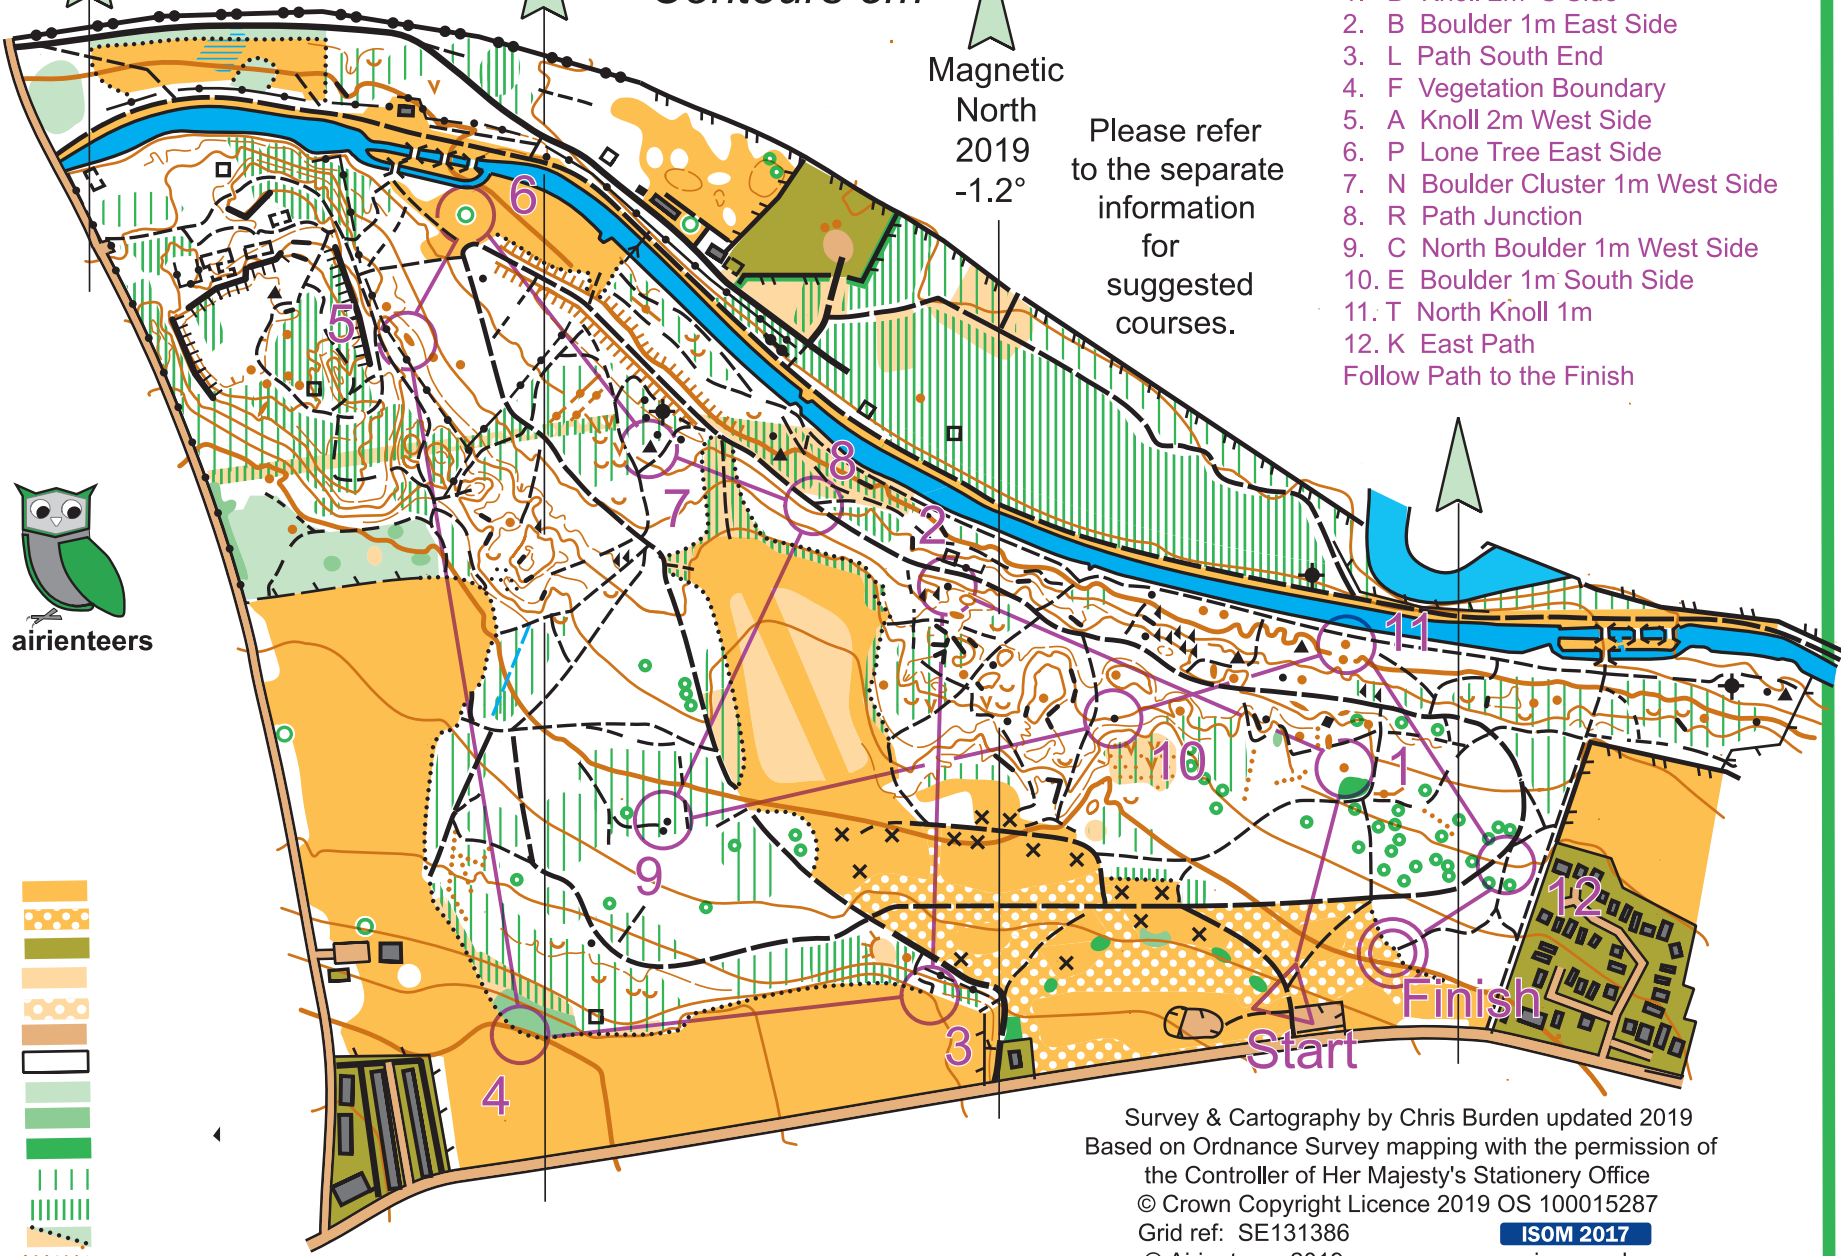 Contours 5m
Magnetic
North
2019
-1.2°
Please refer
to the separate
information
for
suggested
courses.
2. B Boulder 1m East Side
3. L Path South End
4. F Vegetation Boundary
5. A Knoll 2m West Side
6. P Lone Tree East Side
7. N Boulder Cluster 1m West Side
8. R Path Junction
9. C North Boulder 1m West Side
10. E Boulder 1m South Side
11. T North Knoll 1m
12. K East Path
Follow Path to the Finish
6
5
8
7
2
11
10
1
9
12
3
4
Finish
Start
airienteers
Survey & Cartography by Chris Burden updated 2019
Based on Ordnance Survey mapping with the permission of
the Controller of Her Majesty's Stationery Office
© Crown Copyright Licence 2019 OS 100015287
Grid ref: SE131386
ISOM 2017